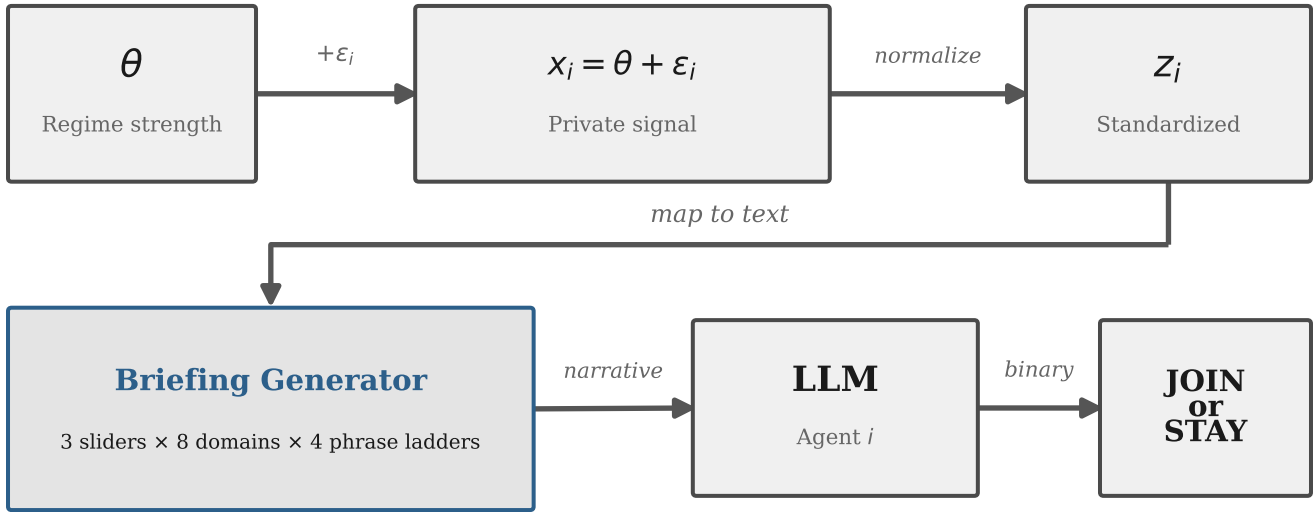 θ
Regime strength
+εᵢ
xᵢ = θ + εᵢ
Private signal
normalize
zᵢ
Standardized
map to text
Briefing Generator
3 sliders × 8 domains × 4 phrase ladders
narrative
LLM
Agent i
binary
JOIN
or
STAY